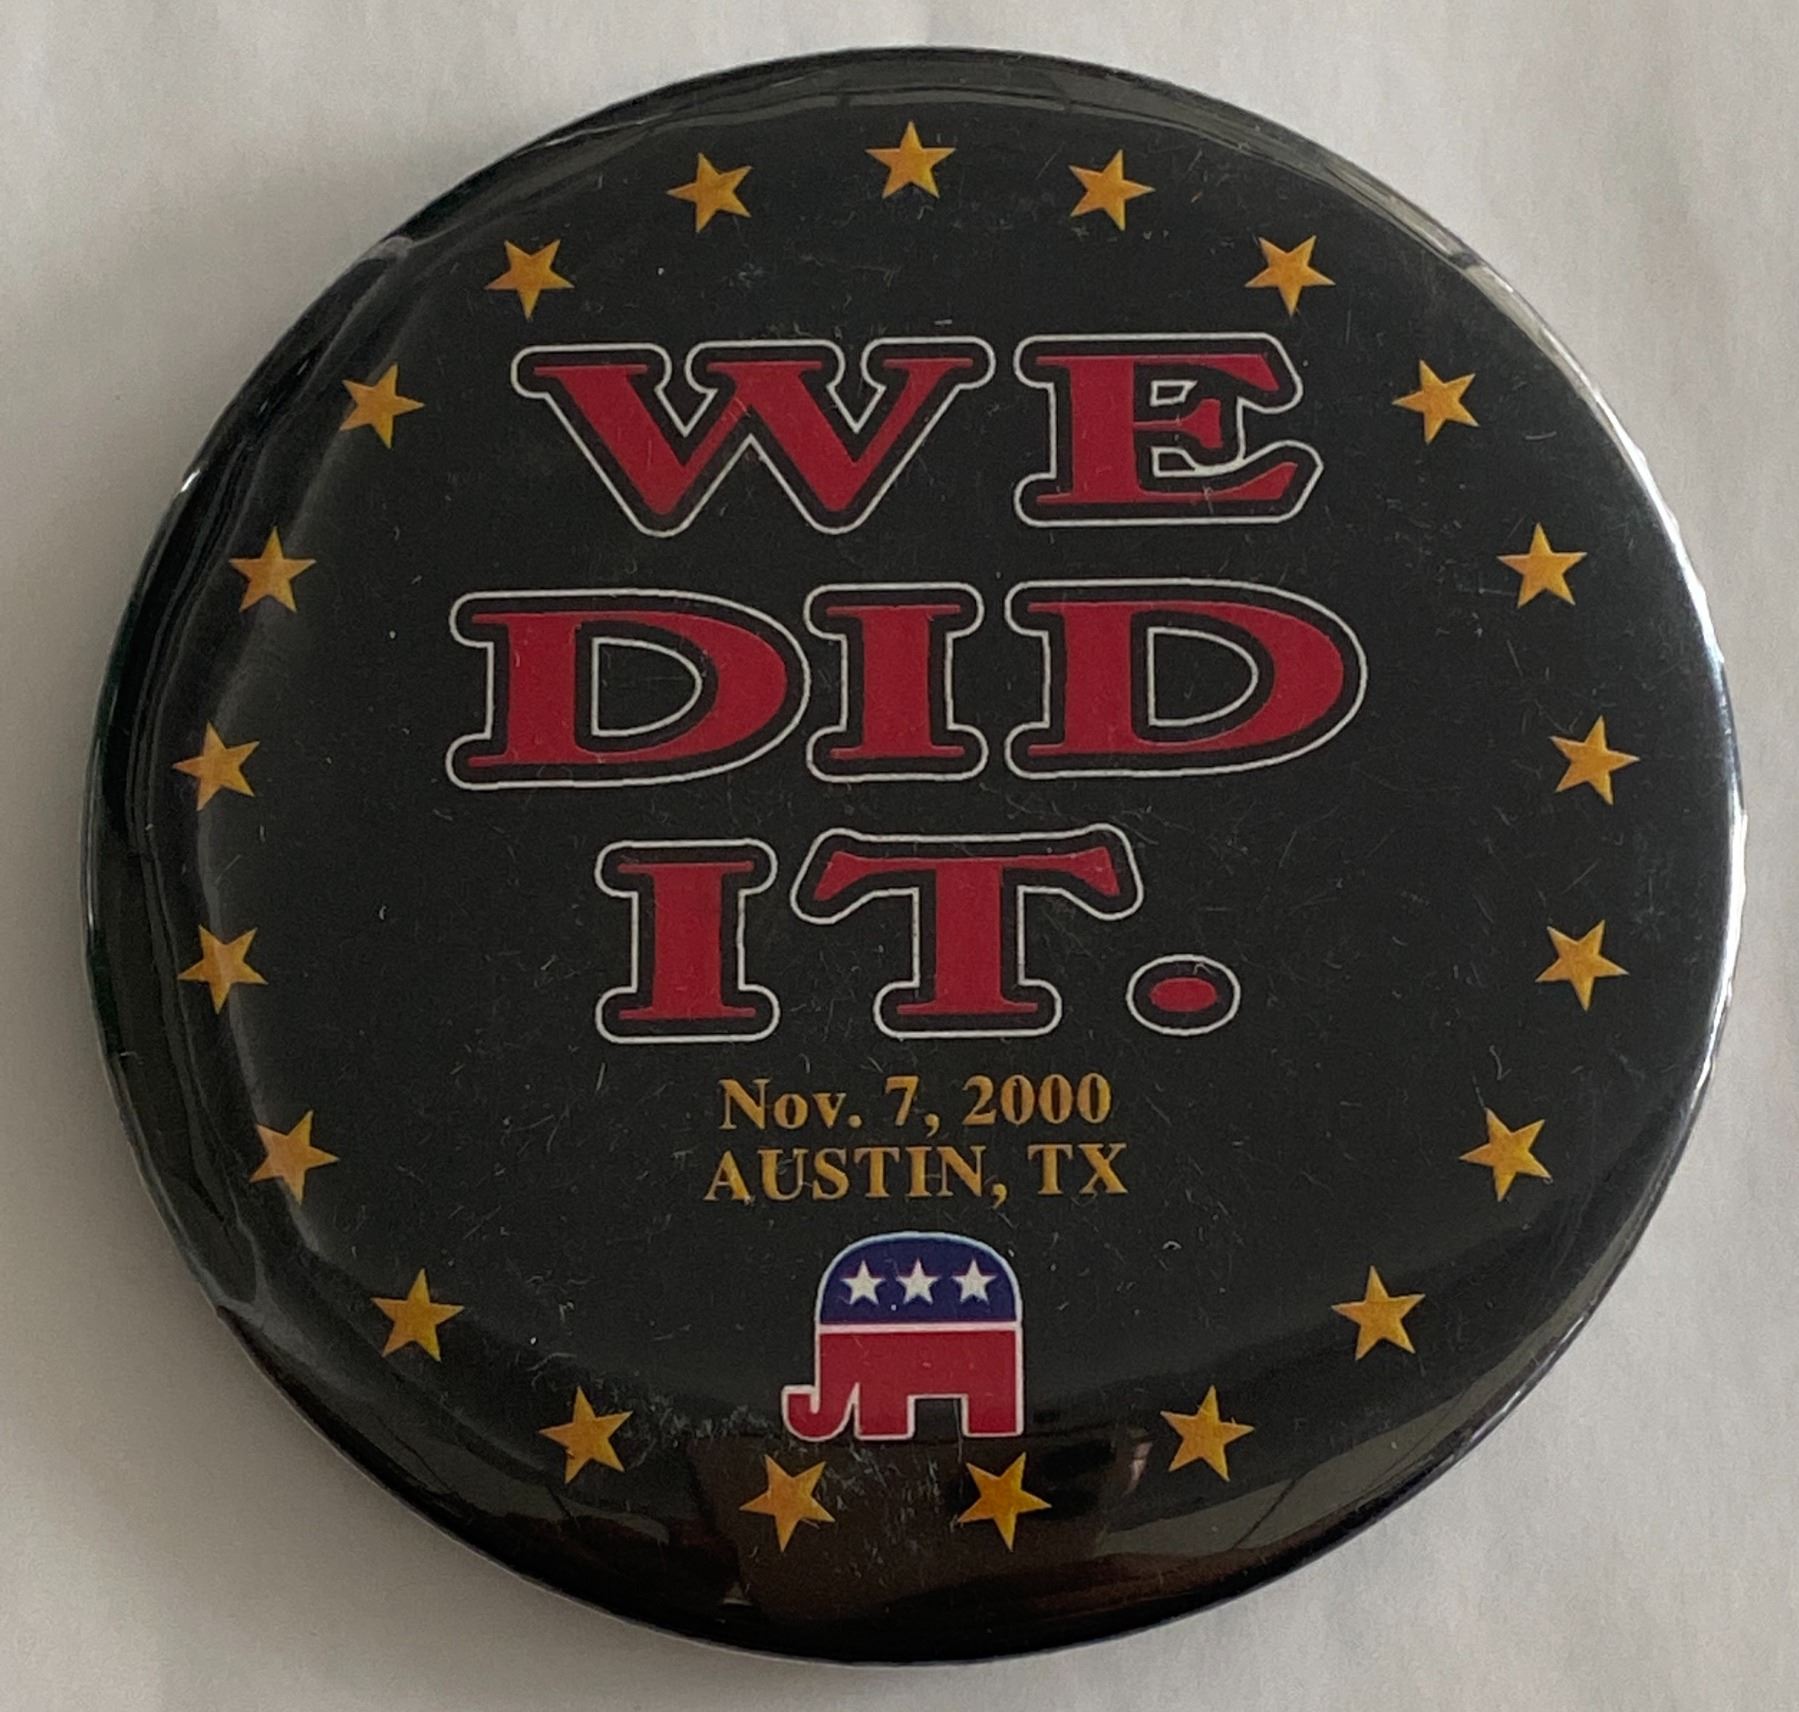 WE
DID
IT.
Nov. 7, 2000
AUSTIN, TX